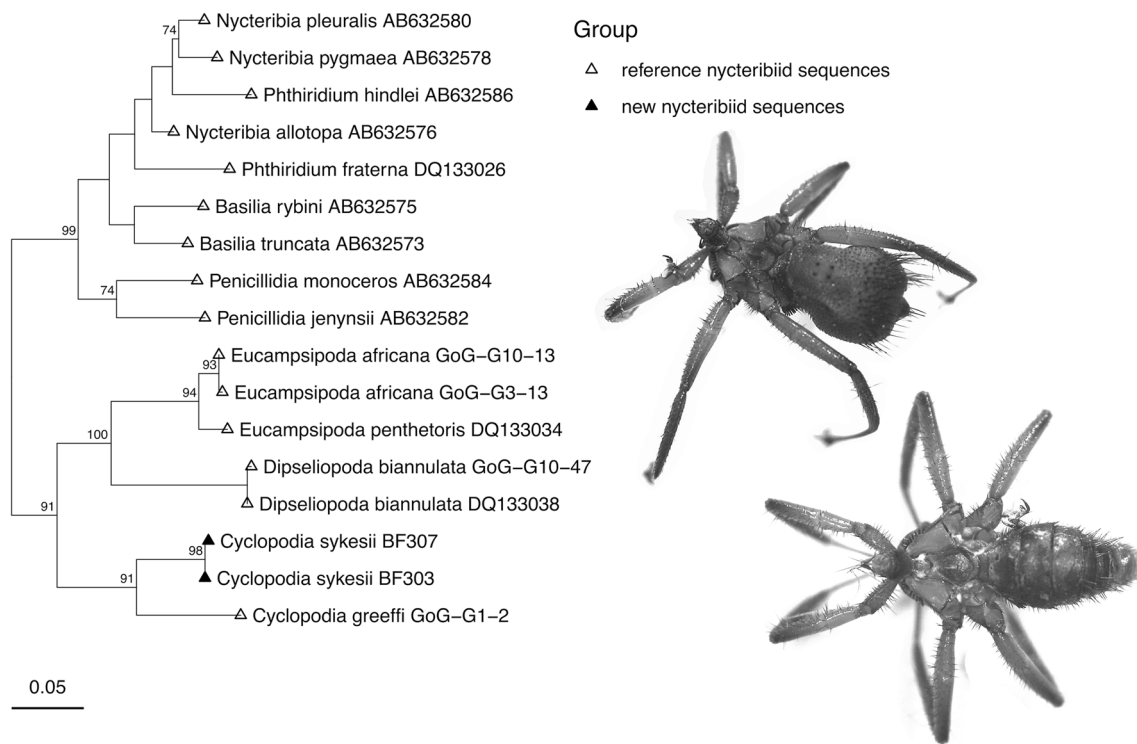 74
Nycteribia pleuralis AB632580
Nycteribia pygmaea AB632578
Phthiridium hindlei AB632586
Nycteribia allotopa AB632576
Phthiridium fraterna DQ133026
Basilia rybini AB632575
99
Basilia truncata AB632573
Penicillidia monoceros AB632584
74
Penicillidia jenynsii AB632582
Eucampsipoda africana GoG−G10−13
93
Eucampsipoda africana GoG−G3−13
94
Eucampsipoda penthetoris DQ133034
100
Dipseliopoda biannulata GoG−G10−47
Dipseliopoda biannulata DQ133038
91
Cyclopodia sykesii BF307
98
Cyclopodia sykesii BF303
91
Cyclopodia greeffi GoG−G1−2
0.05
Group
reference nycteribiid sequences
new nycteribiid sequences